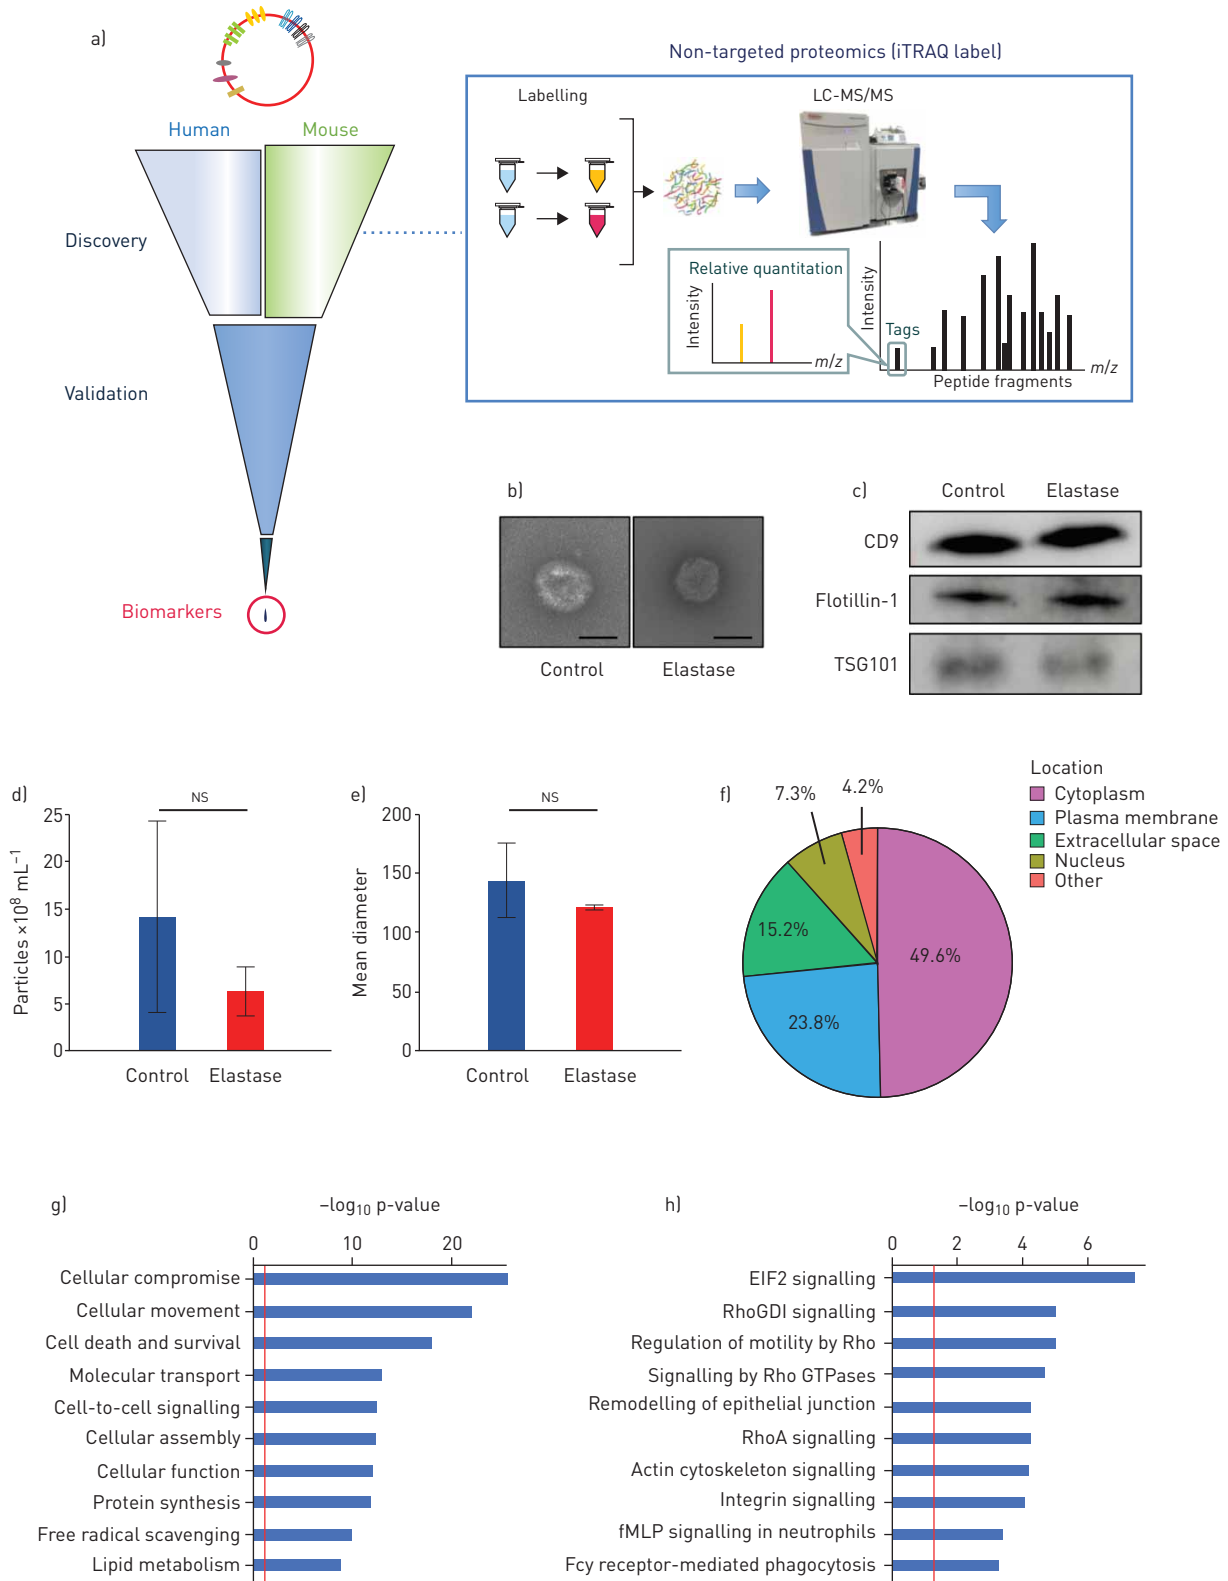 a)
Human
Mouse
Discovery
Validation
Biomarkers
Non-targeted proteomics (iTRAQ label)
Labelling
LC-MS/MS
Relative quantitation
Intensity
m/z
Intensity
Tags
Peptide fragments
m/z
b)
Control
Elastase
c)
Control
Elastase
CD9
Flotillin-1
TSG101
d)
NS
Particles ×10⁸ mL⁻¹
25
20
15
10
5
0
Control
Elastase
e)
NS
Mean diameter
200
150
100
50
0
Control
Elastase
f)
7.3%
4.2%
15.2%
49.6%
23.8%
Location
Cytoplasm
Plasma membrane
Extracellular space
Nucleus
Other
g)
–log₁₀ p-value
0 10 20
Cellular compromise
Cellular movement
Cell death and survival
Molecular transport
Cell-to-cell signalling
Cellular assembly
Cellular function
Protein synthesis
Free radical scavenging
Lipid metabolism
h)
–log₁₀ p-value
0 2 4 6
EIF2 signalling
RhoGDI signalling
Regulation of motility by Rho
Signalling by Rho GTPases
Remodelling of epithelial junction
RhoA signalling
Actin cytoskeleton signalling
Integrin signalling
fMLP signalling in neutrophils
Fcy receptor-mediated phagocytosis